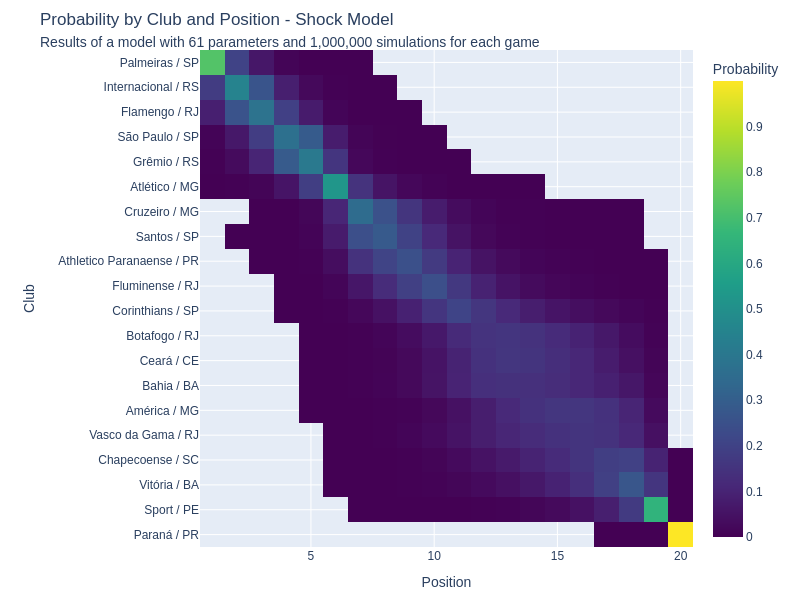 Probability by Club and Position - Shock Model
Results of a model with 61 parameters and 1,000,000 simulations for each game
Probability
Palmeiras / SP
Internacional / RS
Flamengo / RJ
São Paulo / SP
Grêmio / RS
Atlético / MG
Cruzeiro / MG
Santos / SP
Athletico Paranaense / PR
Fluminense / RJ
Corinthians / SP
Botafogo / RJ
Ceará / CE
Bahia / BA
América / MG
Vasco da Gama / RJ
Chapecoense / SC
Vitória / BA
Sport / PE
Paraná / PR
Club
5
10
15
20
Position
0.9
0.8
0.7
0.6
0.5
0.4
0.3
0.2
0.1
0